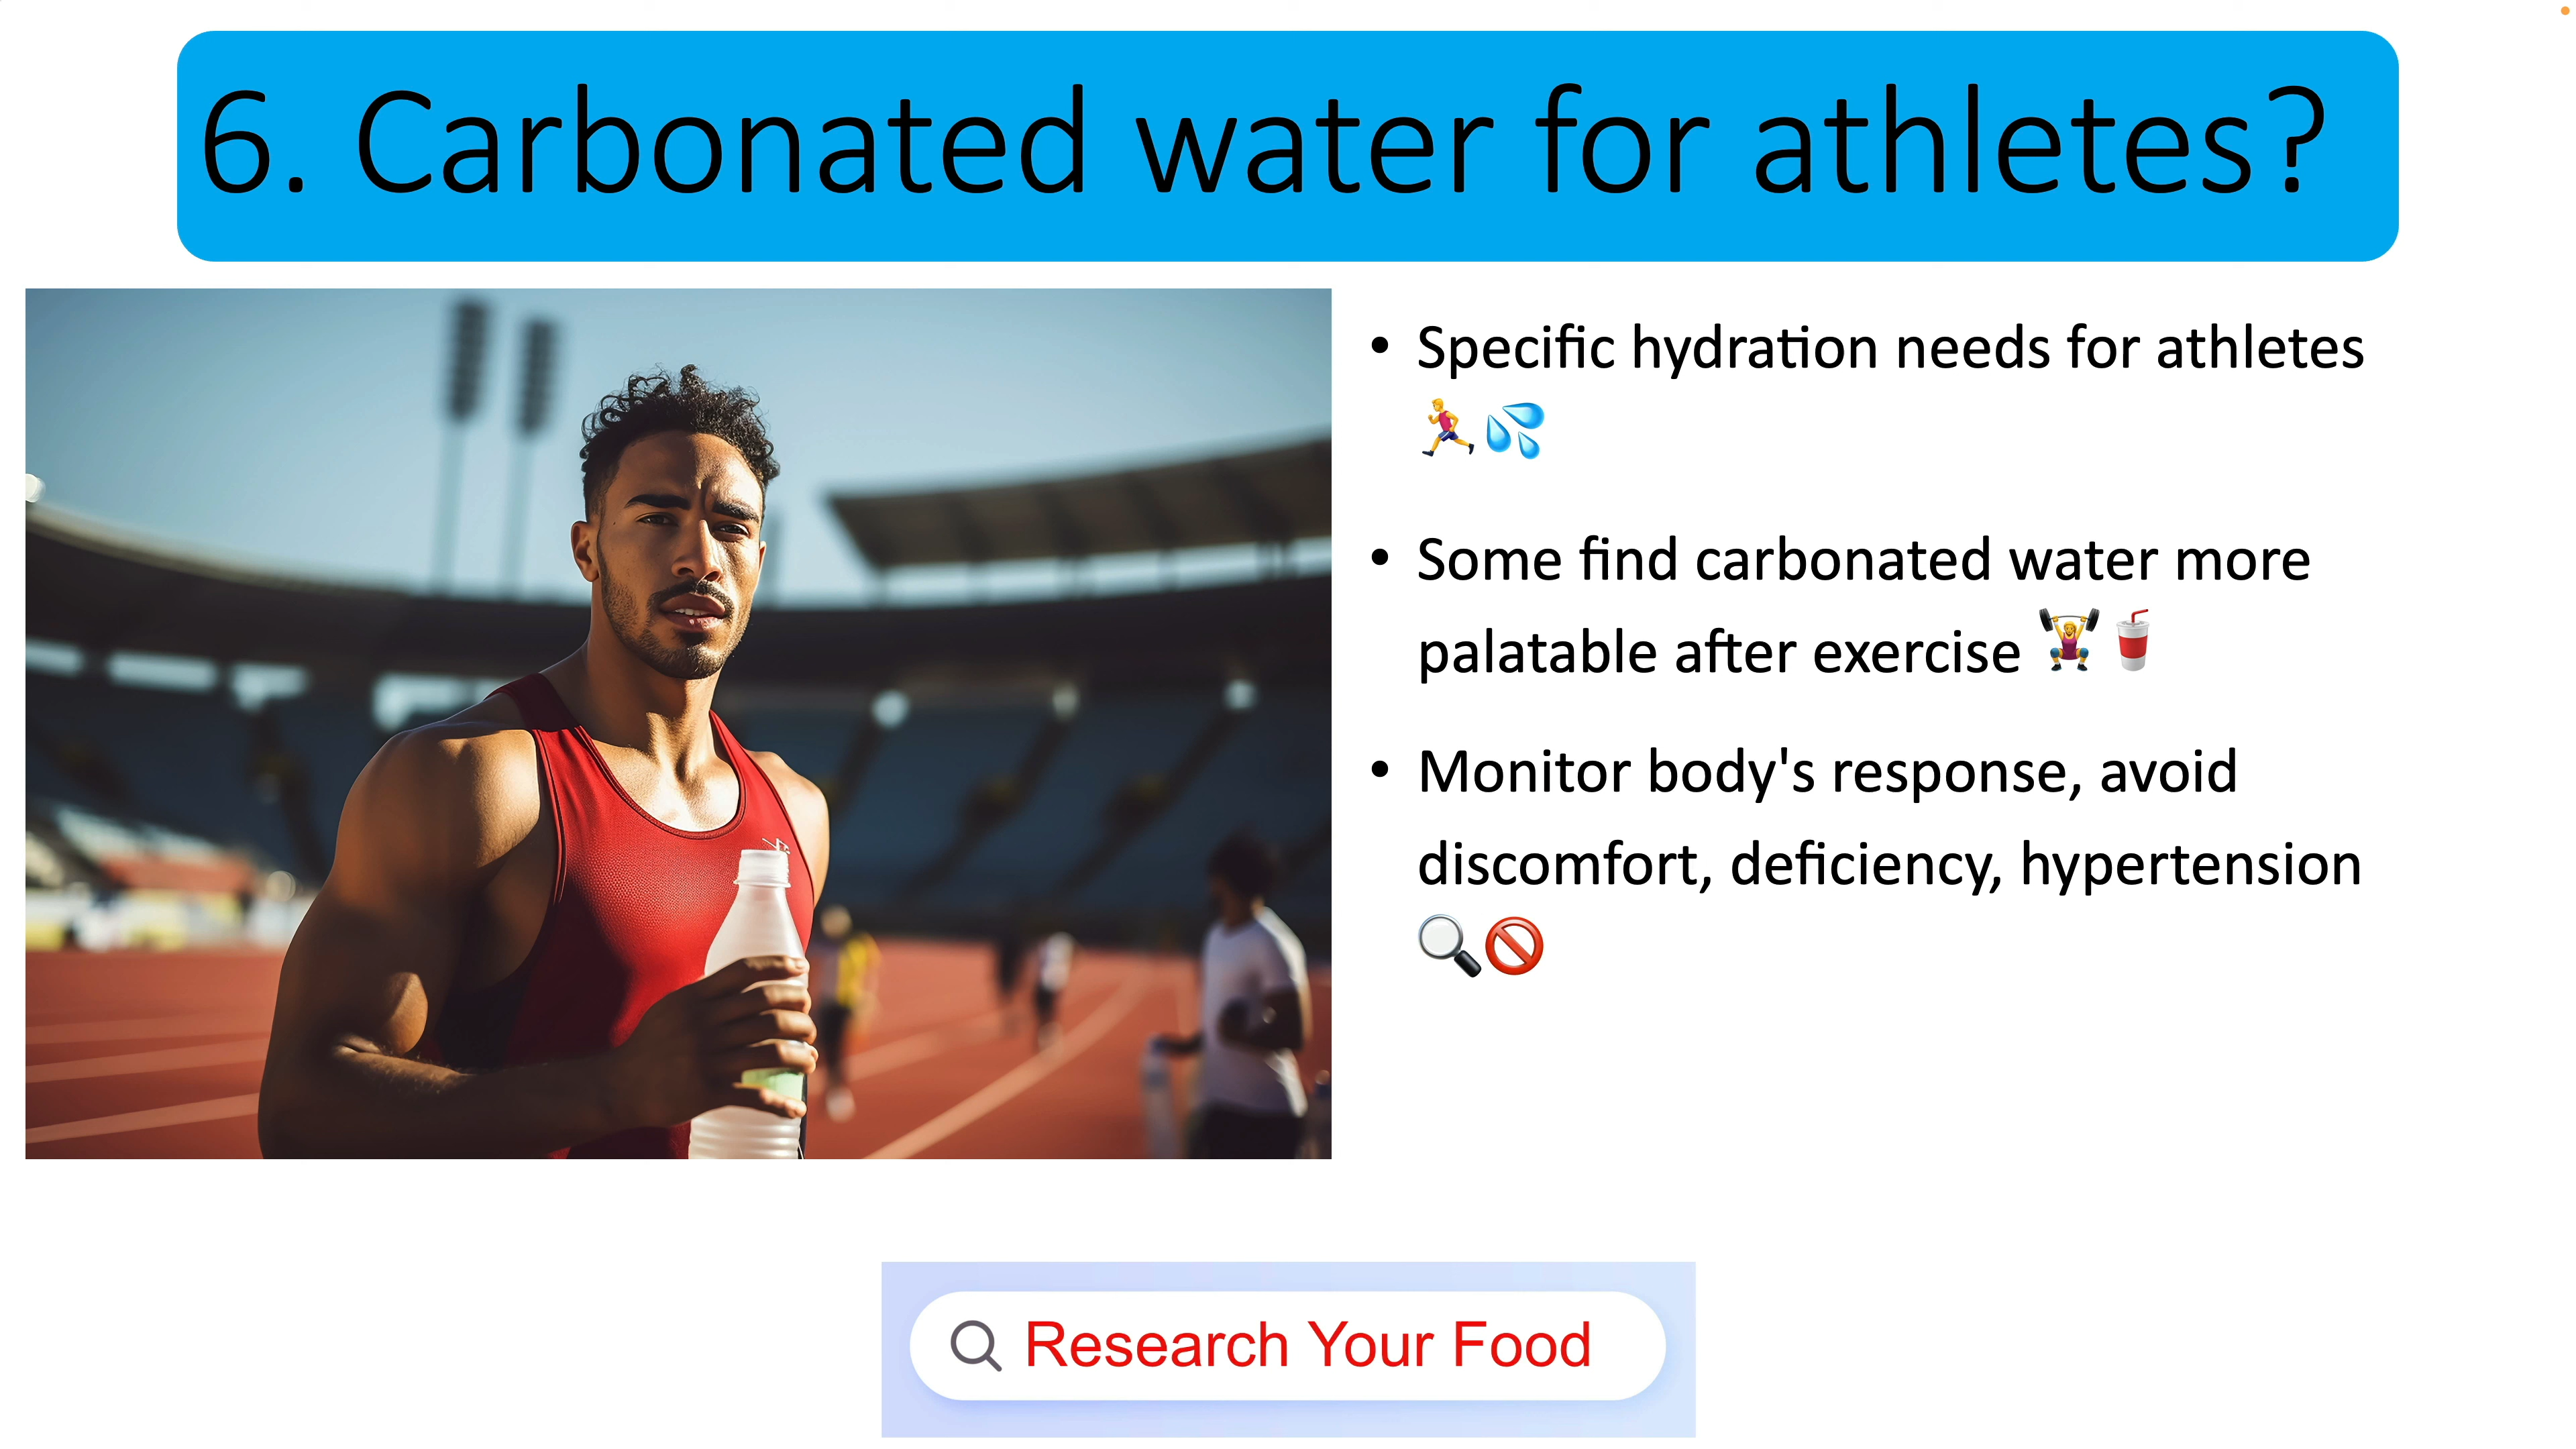 6. Carbonated water for athletes?
• Specific hydration needs for athletes
🏃💦
• Some find carbonated water more
palatable after exercise 🏋️🥤
• Monitor body's response, avoid
discomfort, deficiency, hypertension
🔍🚫
Research Your Food